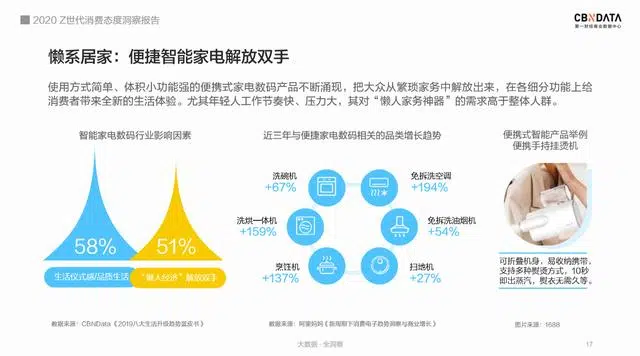 2020 Z世代消费态度洞察报告
CBNDATA
第一财经商业数据中心
懒系居家：便捷智能家电解放双手
使用方式简单、体积小功能强的便携式家电数码产品不断涌现，把大众从繁琐家务中解放出来，在各细分功能上给
消费者带来全新的生活体验。尤其年轻人工作节奏快、压力大，其对“懒人家务神器”的需求高于整体人群。
智能家电数码行业影响因素
58%
51%
生活仪式感/品质生活
“懒人经济”解放双手
数据来源：CBNData《2019八大生活升级趋势蓝皮书》
近三年与便捷家电数码相关的品类增长趋势
洗碗机
+67%
免拆洗空调
+194%
洗烘一体机
+159%
免拆洗油烟机
+54%
烹饪机
+137%
扫地机
+27%
数据来源：阿里妈妈《新周期下消费电子趋势洞察与商业增长》
便携式智能产品举例
便携手持挂烫机
可折叠机身，易收纳携带，
支持多种熨烫方式，10秒
即出蒸汽，熨衣无需久等。
图片来源：1688
大数据·全洞察
17